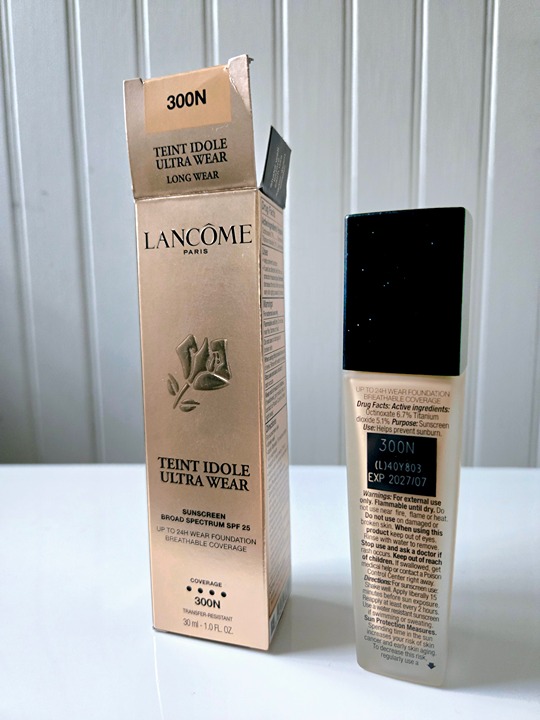 300N
TEINT IDOLE
ULTRA WEAR
LONG WEAR
LANCÔME
PARIS
TEINT IDOLE
ULTRA WEAR
SUNSCREEN
BROAD SPECTRUM SPF 25
UP TO 24H WEAR FOUNDATION
BREATHABLE COVERAGE
COVERAGE
300N
TRANSFER-RESISTANT
30 ml - 1.0 FL. OZ.
UP TO 24H WEAR FOUNDATION
BREATHABLE COVERAGE
Drug Facts: Active ingredients:
Octinoxate 6.7% Titanium
dioxide 5.1% Purpose: Sunscreen
Use: Helps prevent sunburn.
300N
(L)40Y803
EXP 2027/07
Warnings: For external use
only. Flammable until dry. Do
not use near fire, flame or heat.
Do not use on damaged or
broken skin. When using this
product keep out of eyes.
Rinse with water to remove.
Stop use and ask a doctor if
rash occurs. Keep out of reach
of children. If swallowed, get
medical help or contact a Poison
Control Center right away.
Directions: For sunscreen use:
Shake well. Apply liberally 15
minutes before sun exposure.
Reapply at least every 2 hours.
Use a water resistant sunscreen
if swimming or sweating.
Sun Protection Measures.
Spending time in the sun
increases your risk of skin
cancer and early skin aging.
To decrease this risk,
regularly use a